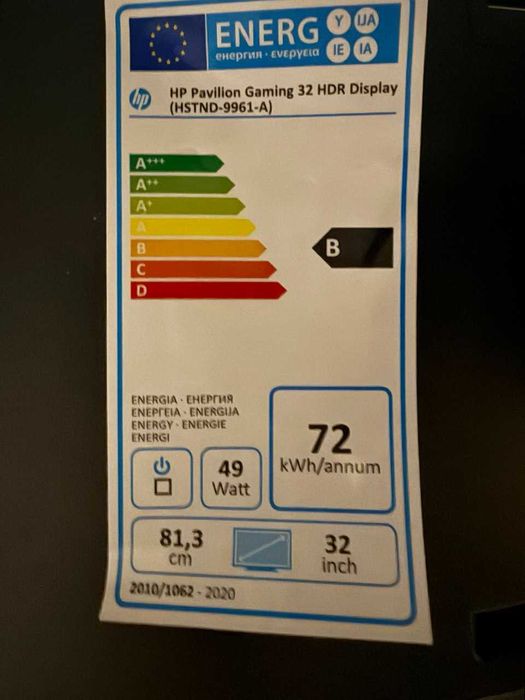 ENERG Y IJA
енергия · ενεργεια IE IA
hp HP Pavilion Gaming 32 HDR Display
(HSTND-9961-A)
A+++
A++
A+
A
B
B
C
D
ENERGIA · ЕНЕРГИЯ
ΕΝΕΡΓΕΙΑ · ENERGIJA
ENERGY · ENERGIE
ENERGI
72
kWh/annum
49
Watt
81,3
cm
32
inch
2010/1062 - 2020